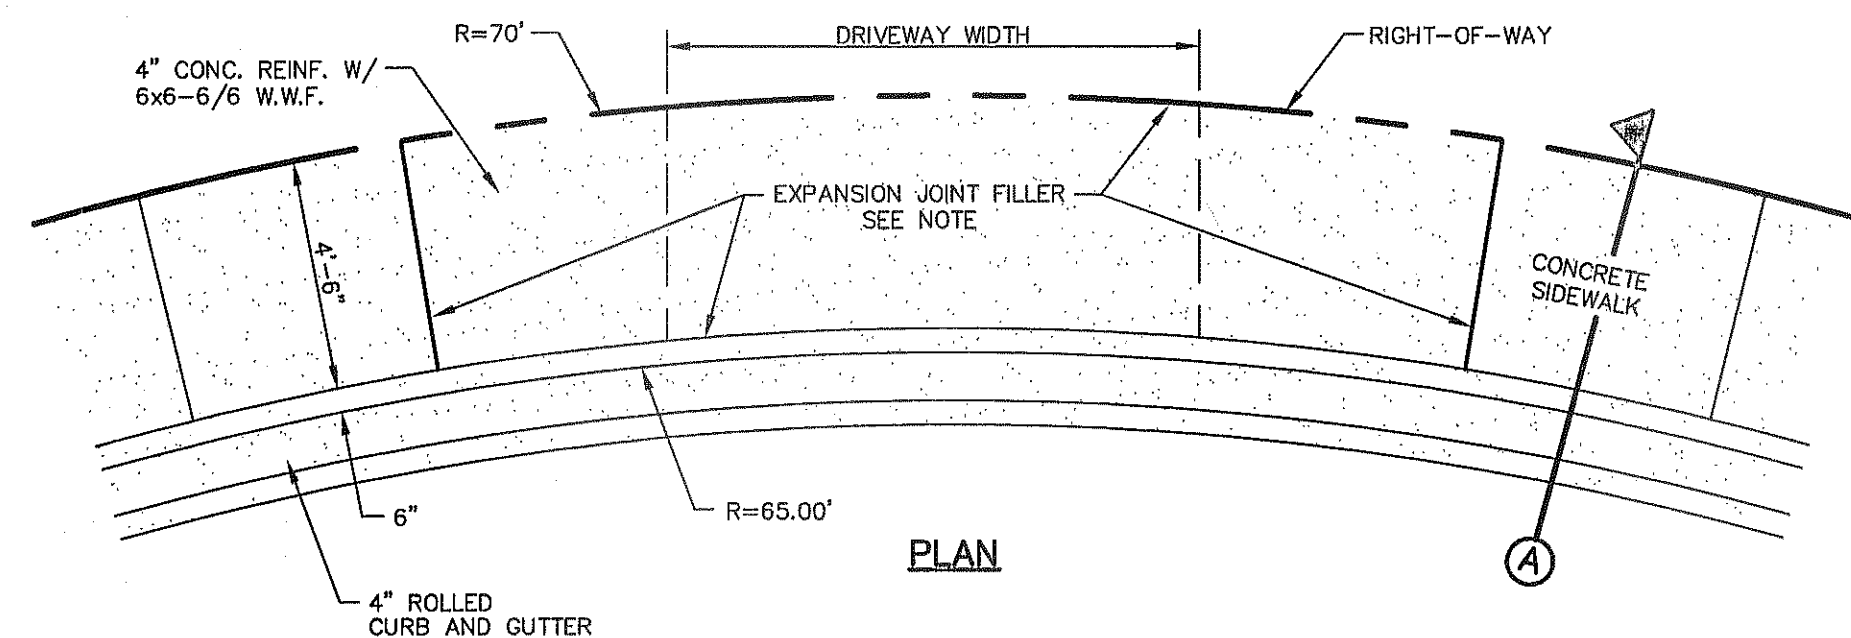 R=70'
DRIVEWAY WIDTH
RIGHT-OF-WAY
4" CONC. REINF. W/
6x6-6/6 W.W.F.
EXPANSION JOINT FILLER
SEE NOTE
4'-6"
CONCRETE
SIDEWALK
6"
R=65.00'
PLAN
A
4" ROLLED
CURB AND GUTTER